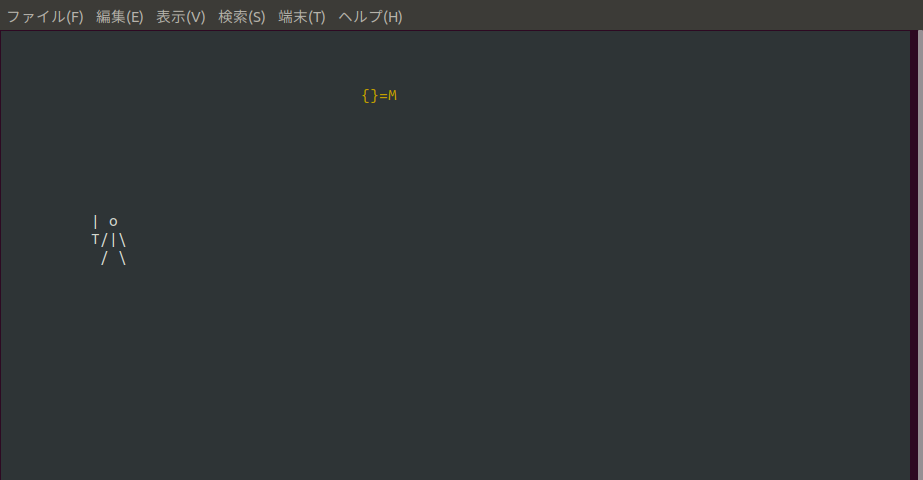 ファイル(F) 編集(E) 表示(V) 検索(S) 端末(T) ヘルプ(H)
{}=M
| o
T/|\
/ \